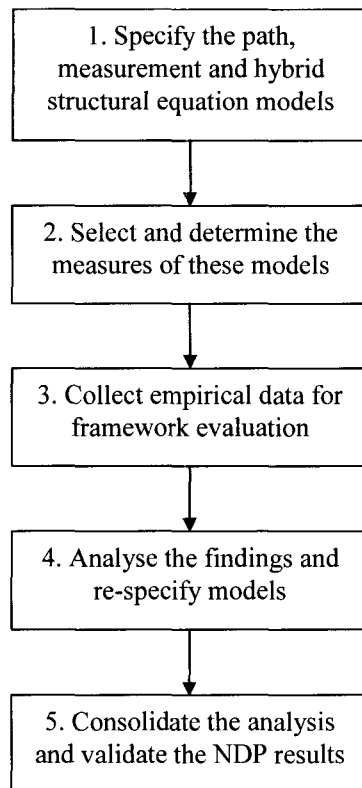 1. Specify the path,
measurement and hybrid
structural equation models
2. Select and determine the
measures of these models
3. Collect empirical data for
framework evaluation
4. Analyse the findings and
re-specify models
5. Consolidate the analysis
and validate the NDP results